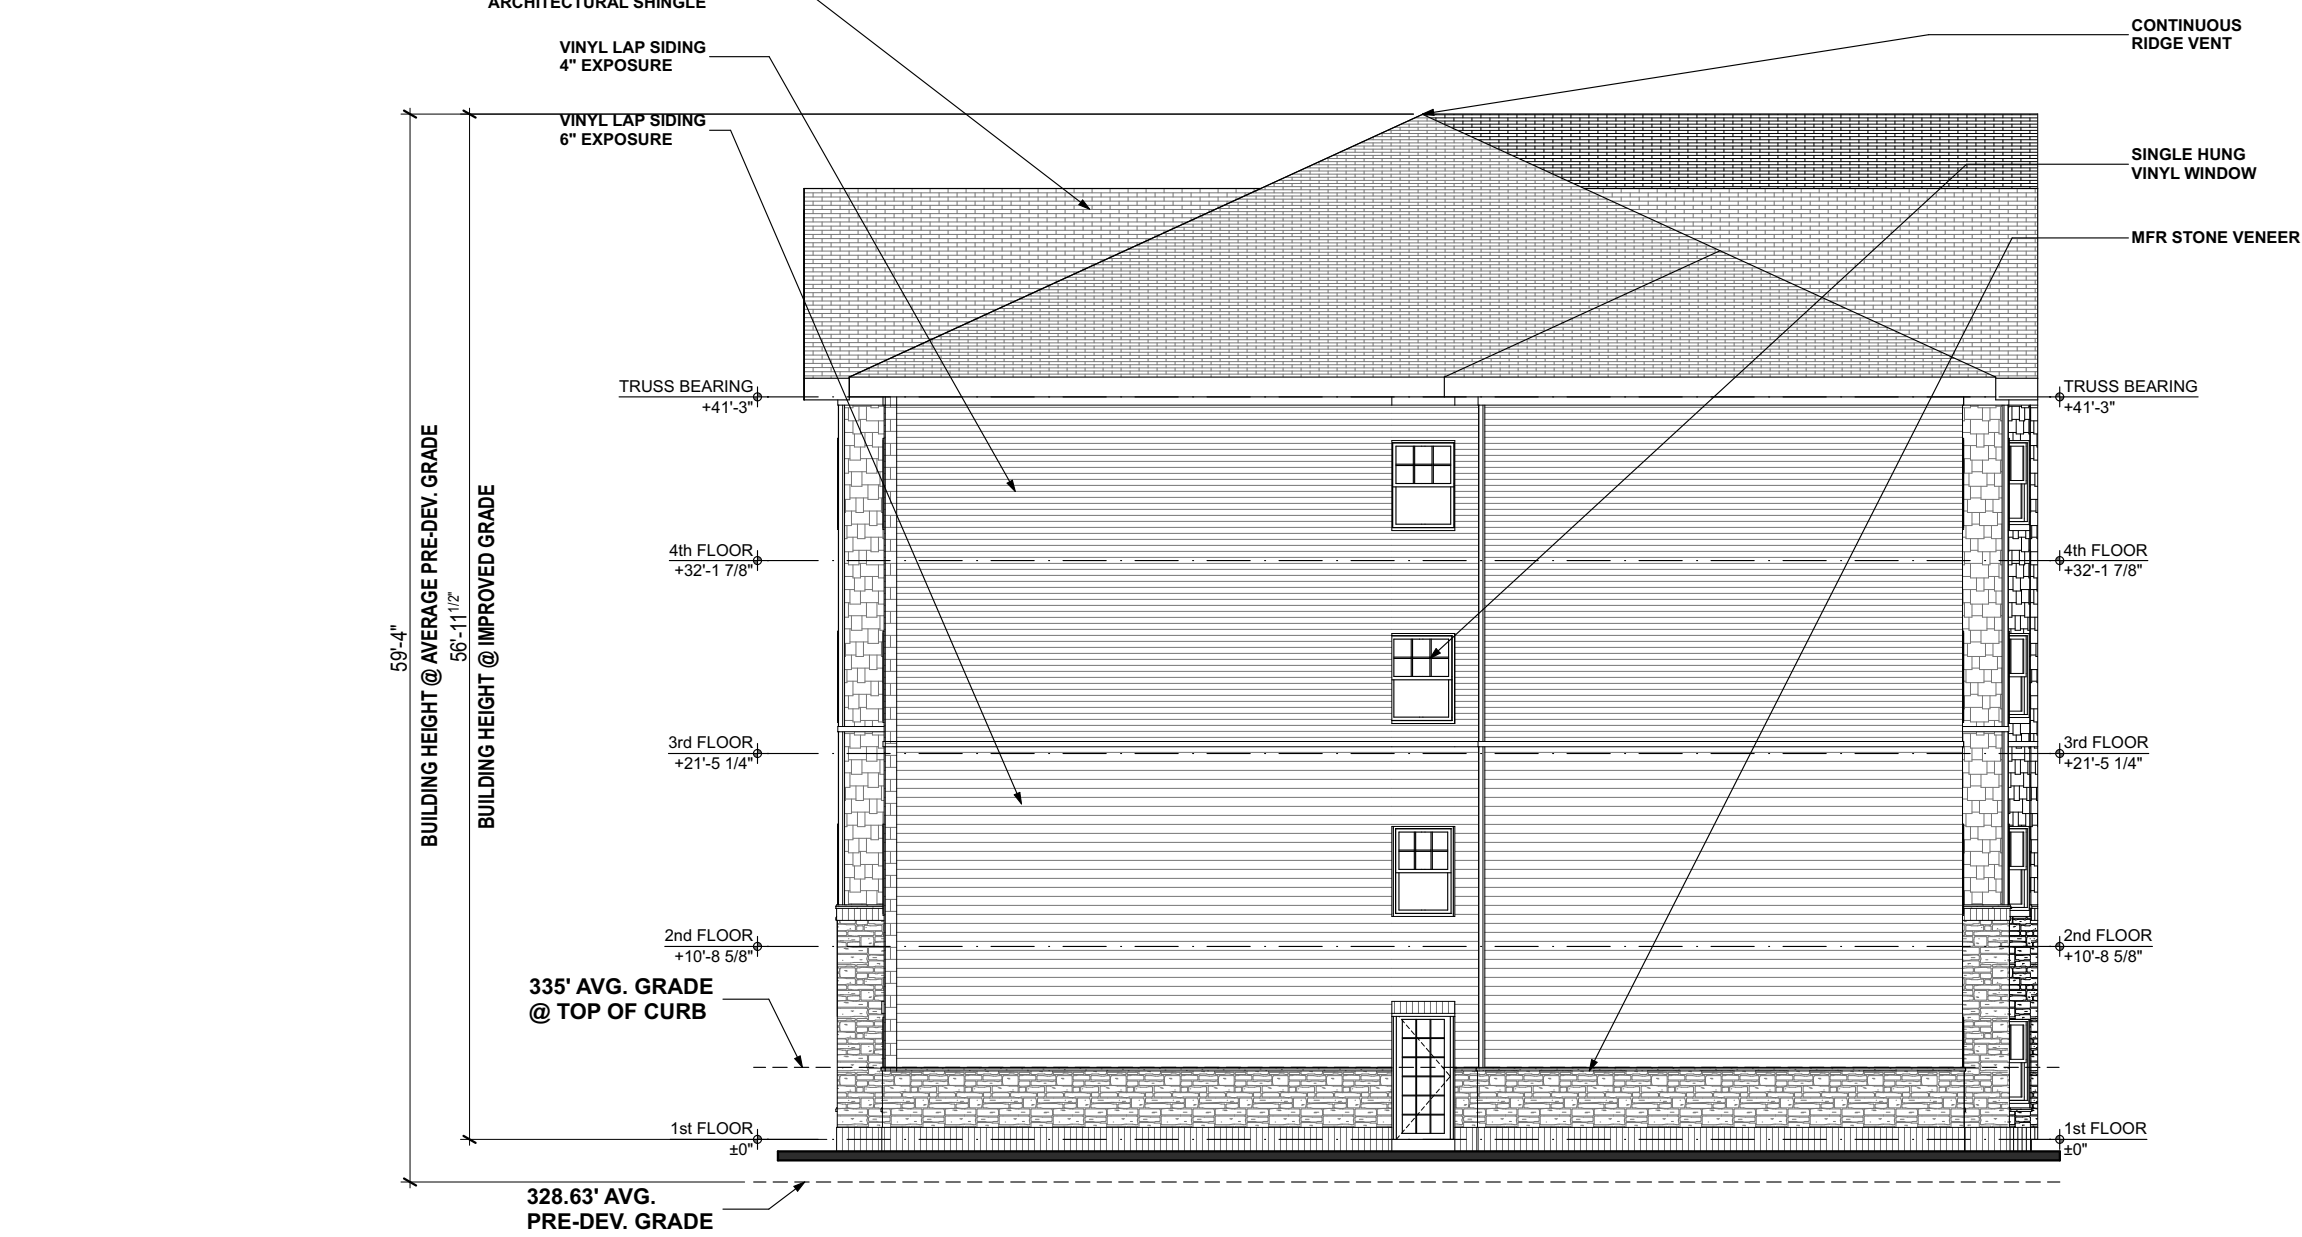 ARCHITECTURAL SHINGLE
VINYL LAP SIDING
4" EXPOSURE
VINYL LAP SIDING
6" EXPOSURE
CONTINUOUS
RIDGE VENT
SINGLE HUNG
VINYL WINDOW
MFR STONE VENEER
59'-4"
BUILDING HEIGHT @ AVERAGE PRE-DEV. GRADE
56'-11 1/2"
BUILDING HEIGHT @ IMPROVED GRADE
TRUSS BEARING
+41'-3"
4th FLOOR
+32'-1 7/8"
3rd FLOOR
+21'-5 1/4"
2nd FLOOR
+10'-8 5/8"
335' AVG. GRADE
@ TOP OF CURB
1st FLOOR
±0"
328.63' AVG.
PRE-DEV. GRADE
TRUSS BEARING
+41'-3"
4th FLOOR
+32'-1 7/8"
3rd FLOOR
+21'-5 1/4"
2nd FLOOR
+10'-8 5/8"
1st FLOOR
±0"